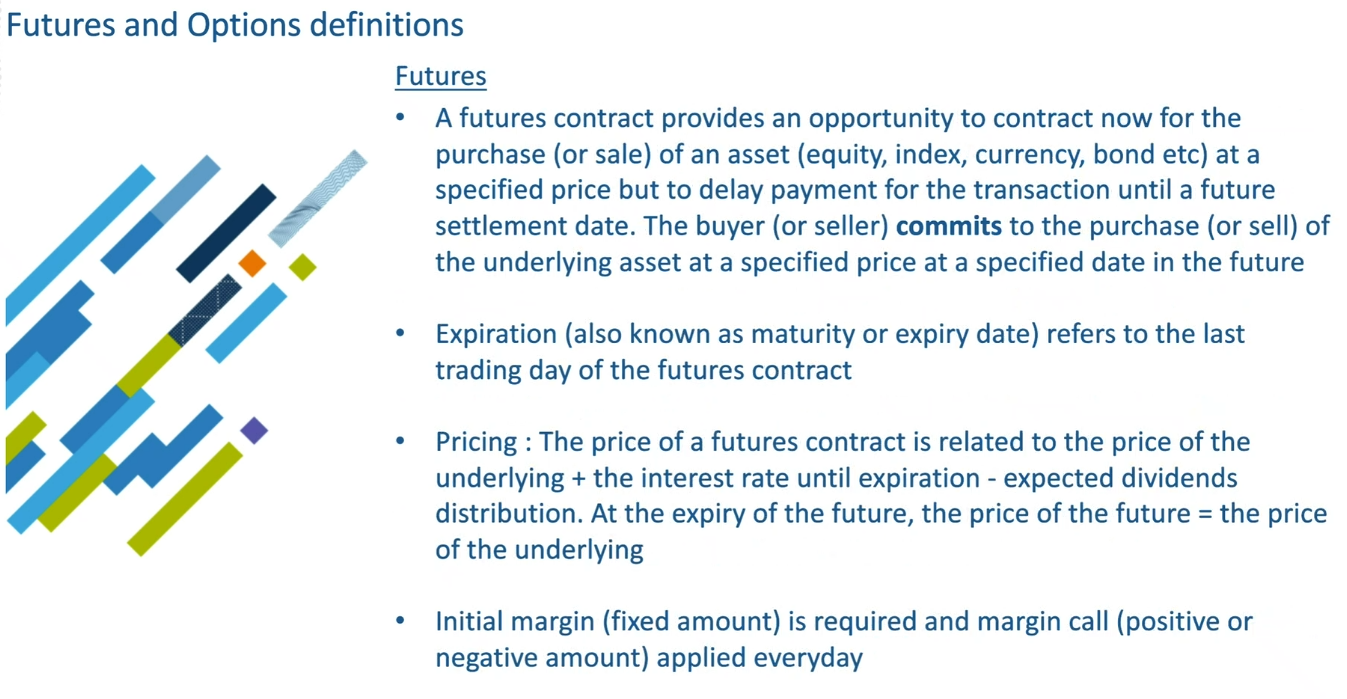 Futures and Options definitions
Futures
• A futures contract provides an opportunity to contract now for the
purchase (or sale) of an asset (equity, index, currency, bond etc) at a
specified price but to delay payment for the transaction until a future
settlement date. The buyer (or seller) commits to the purchase (or sell) of
the underlying asset at a specified price at a specified date in the future
• Expiration (also known as maturity or expiry date) refers to the last
trading day of the futures contract
• Pricing : The price of a futures contract is related to the price of the
underlying + the interest rate until expiration - expected dividends
distribution. At the expiry of the future, the price of the future = the price
of the underlying
• Initial margin (fixed amount) is required and margin call (positive or
negative amount) applied everyday